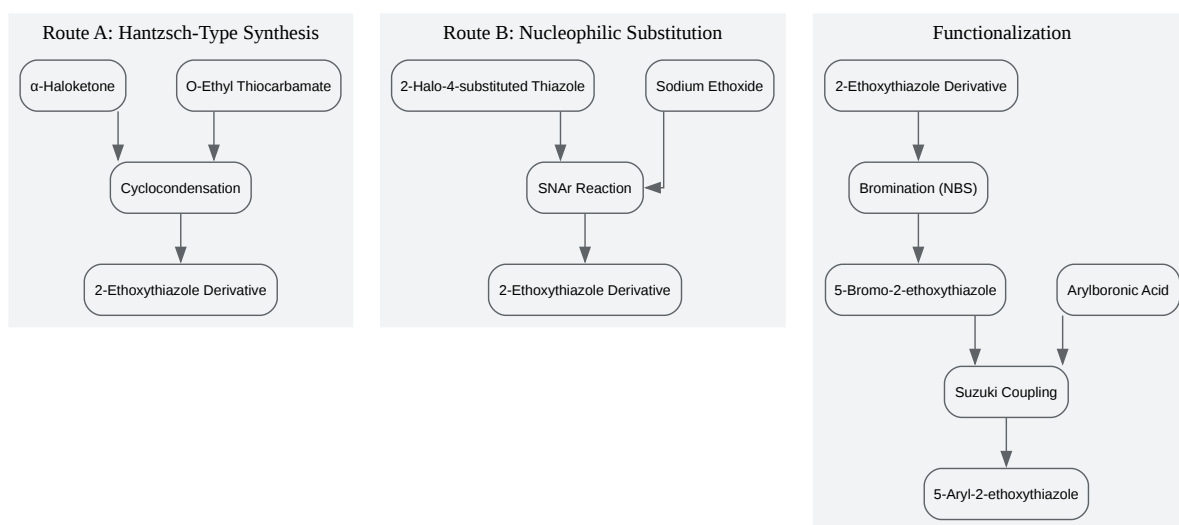 Route A: Hantzsch-Type Synthesis
α-Haloketone
O-Ethyl Thiocarbamate
Cyclocondensation
2-Ethoxythiazole Derivative
Route B: Nucleophilic Substitution
2-Halo-4-substituted Thiazole
Sodium Ethoxide
SNAr Reaction
2-Ethoxythiazole Derivative
Functionalization
2-Ethoxythiazole Derivative
Bromination (NBS)
5-Bromo-2-ethoxythiazole
Arylboronic Acid
Suzuki Coupling
5-Aryl-2-ethoxythiazole